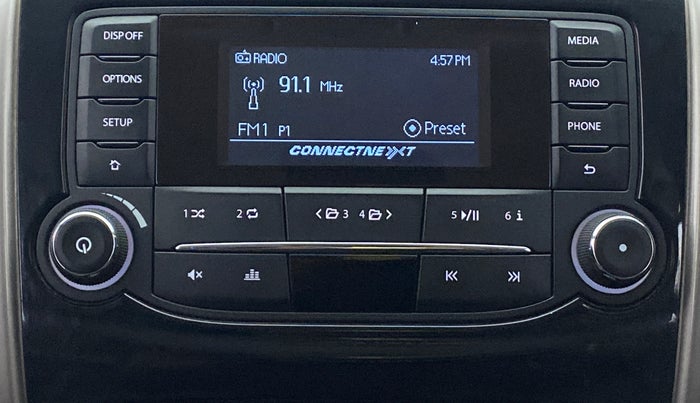 DISP OFF
OPTIONS
SETUP
RADIO 4:57 PM
91.1 MHz
FM1 P1 Preset
CONNECTNEXT
MEDIA
RADIO
PHONE
1 2 3 4 5 6 i